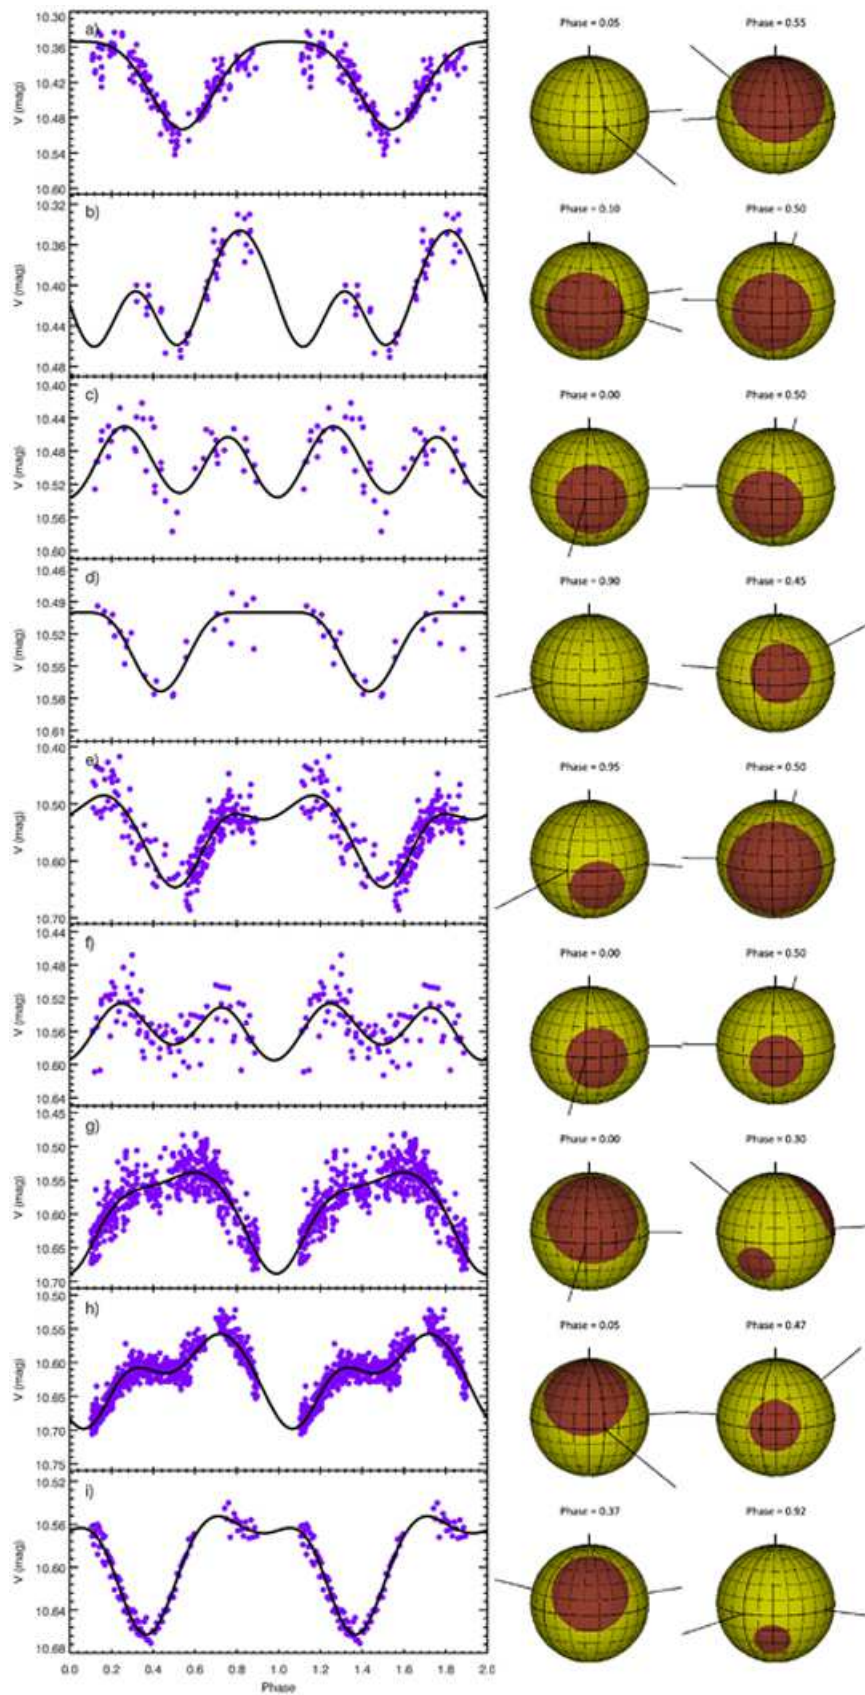 a)
V (mag)
10.30
10.36
10.42
10.48
10.54
10.60
Phase = 0.05
Phase = 0.55
b)
V (mag)
10.32
10.36
10.40
10.44
10.48
Phase = 0.10
Phase = 0.50
c)
V (mag)
10.40
10.44
10.48
10.52
10.56
10.60
Phase = 0.00
Phase = 0.50
d)
V (mag)
10.46
10.49
10.52
10.55
10.58
10.61
Phase = 0.90
Phase = 0.45
e)
V (mag)
10.40
10.50
10.60
10.70
Phase = 0.95
Phase = 0.50
f)
V (mag)
10.44
10.48
10.52
10.56
10.60
10.64
Phase = 0.00
Phase = 0.50
g)
V (mag)
10.45
10.50
10.55
10.60
10.65
10.70
Phase = 0.00
Phase = 0.30
h)
V (mag)
10.50
10.55
10.60
10.65
10.70
10.75
Phase = 0.05
Phase = 0.47
i)
V (mag)
10.52
10.56
10.60
10.64
10.68
Phase = 0.37
Phase = 0.92
0.0 0.2 0.4 0.6 0.8 1.0 1.2 1.4 1.6 1.8 2.0
Phase